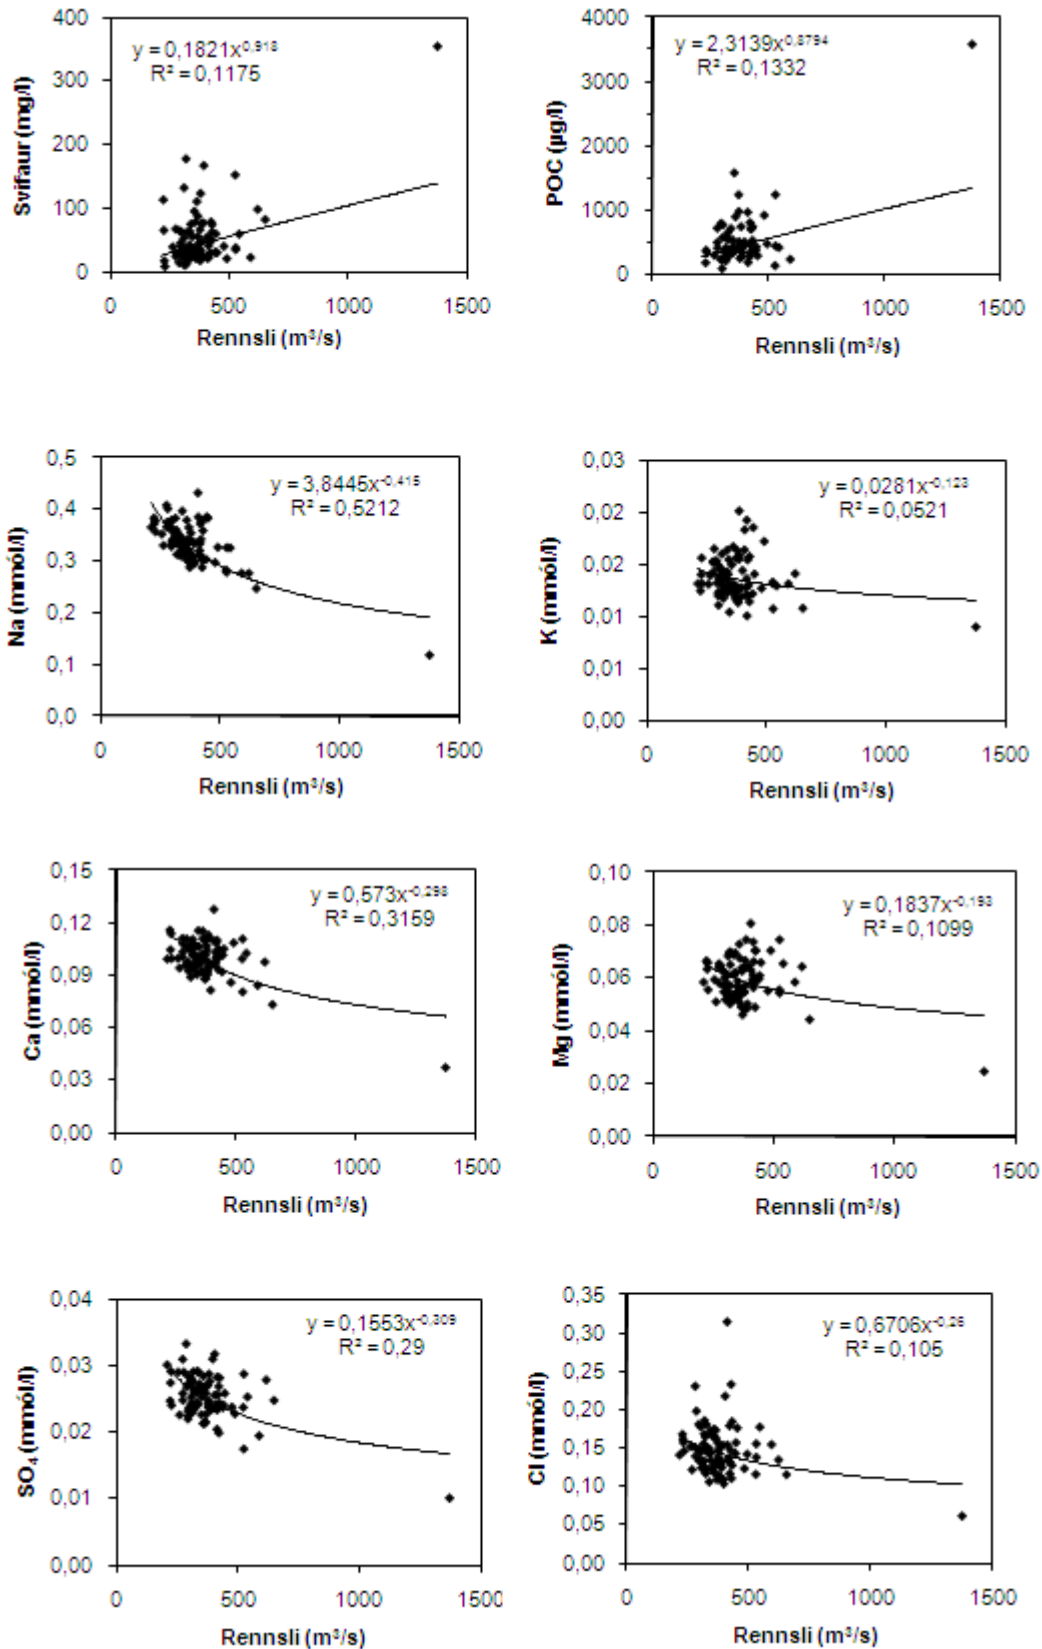 400
300
200
100
0
Svifaur (mg/l)
y = 0,1821x^0,918
R² = 0,1175
0 500 1000 1500
Rennsli (m³/s)
4000
3000
2000
1000
0
POC (µg/l)
y = 2,3139x^0,8794
R² = 0,1332
0 500 1000 1500
Rennsli (m³/s)
0,5
0,4
0,3
0,2
0,1
0,0
Na (mmól/l)
y = 3,8445x^-0,415
R² = 0,5212
0 500 1000 1500
Rennsli (m³/s)
0,03
0,02
0,02
0,01
0,01
0,00
K (mmól/l)
y = 0,0281x^-0,123
R² = 0,0521
0 500 1000 1500
Rennsli (m³/s)
0,15
0,12
0,09
0,06
0,03
0,00
Ca (mmól/l)
y = 0,573x^-0,298
R² = 0,3159
0 500 1000 1500
Rennsli (m³/s)
0,10
0,08
0,06
0,04
0,02
0,00
Mg (mmól/l)
y = 0,1837x^-0,193
R² = 0,1099
0 500 1000 1500
Rennsli (m³/s)
0,04
0,03
0,02
0,01
0,00
SO₄ (mmól/l)
y = 0,1553x^-0,309
R² = 0,29
0 500 1000 1500
Rennsli (m³/s)
0,35
0,30
0,25
0,20
0,15
0,10
0,05
0,00
Cl (mmól/l)
y = 0,6706x^-0,26
R² = 0,105
0 500 1000 1500
Rennsli (m³/s)